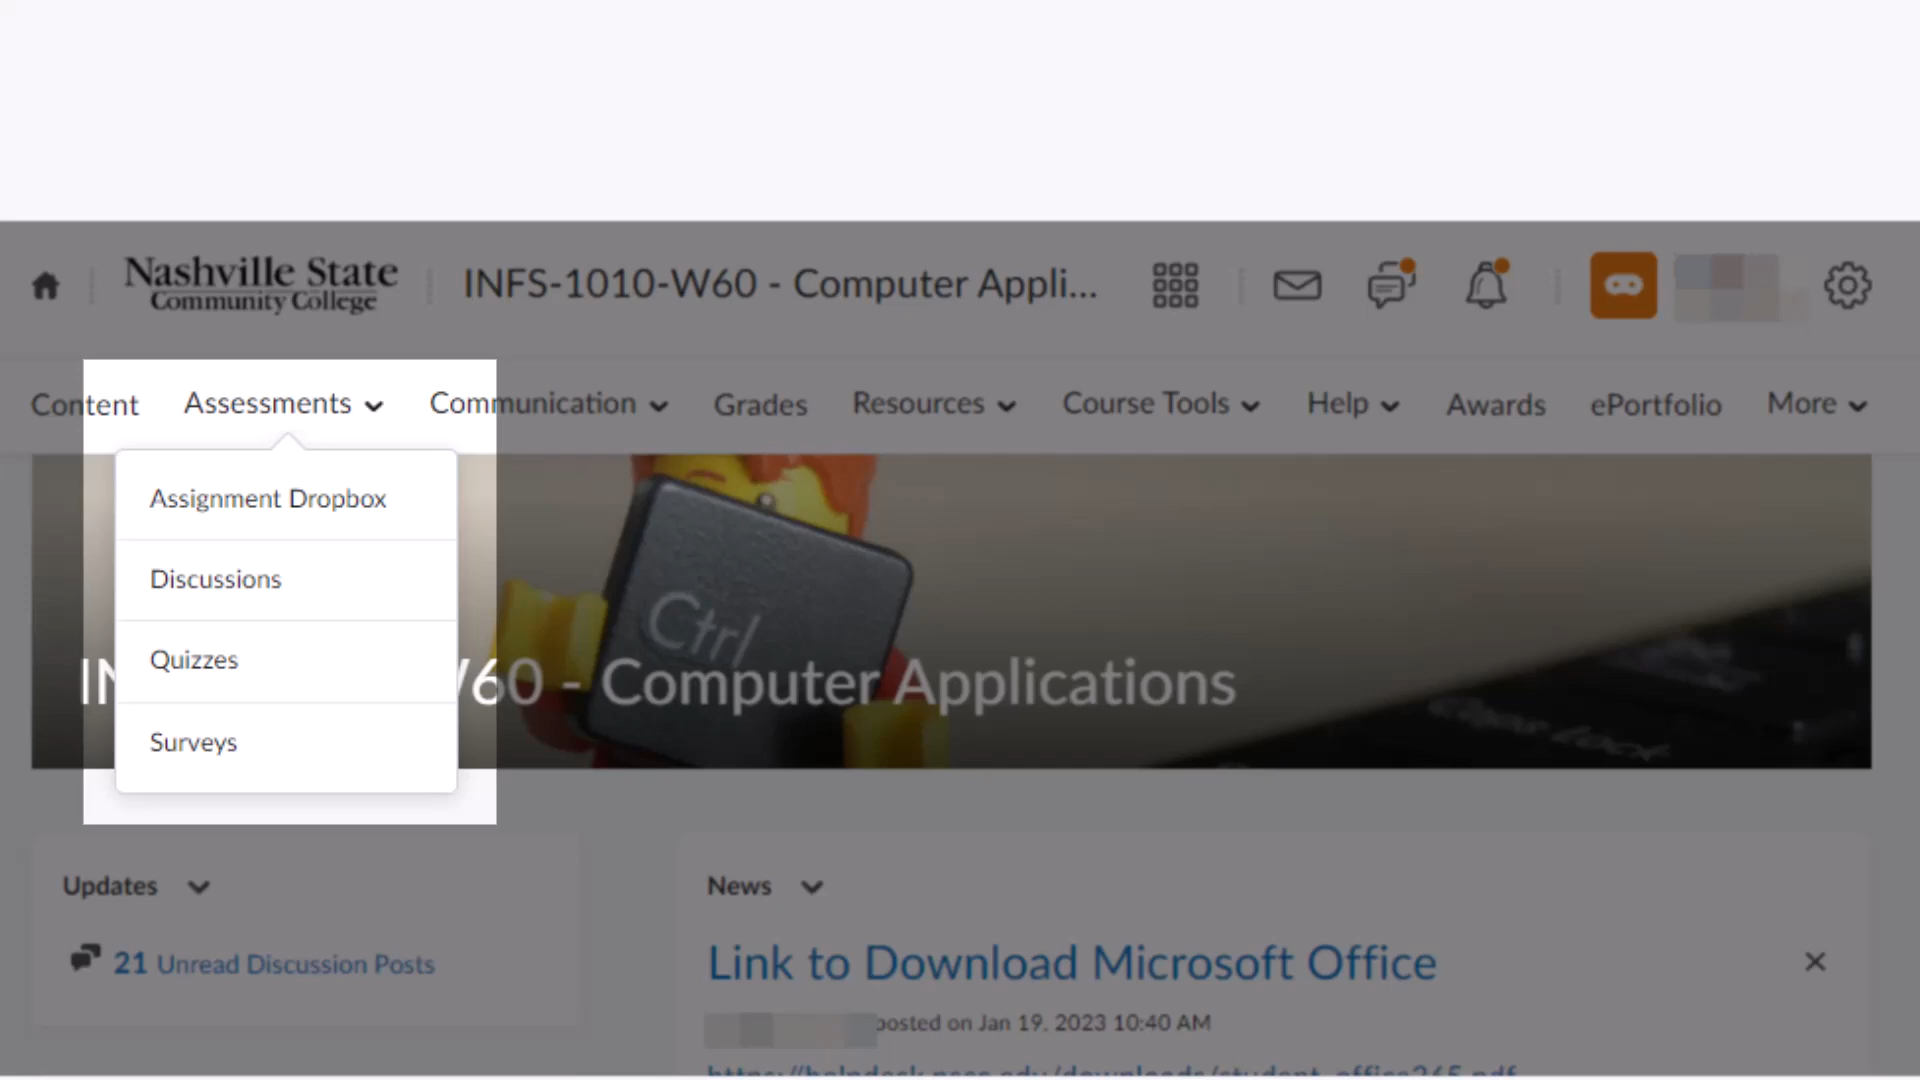 Nashville State
Community College
INFS-1010-W60 - Computer Appli...
Content
Assessments
Communication
Grades
Resources
Course Tools
Help
Awards
ePortfolio
More
Assignment Dropbox
Discussions
Quizzes
Surveys
Ctrl
60 - Computer Applications
Caps Lock
Updates
21 Unread Discussion Posts
News
Link to Download Microsoft Office
posted on Jan 19, 2023 10:40 AM